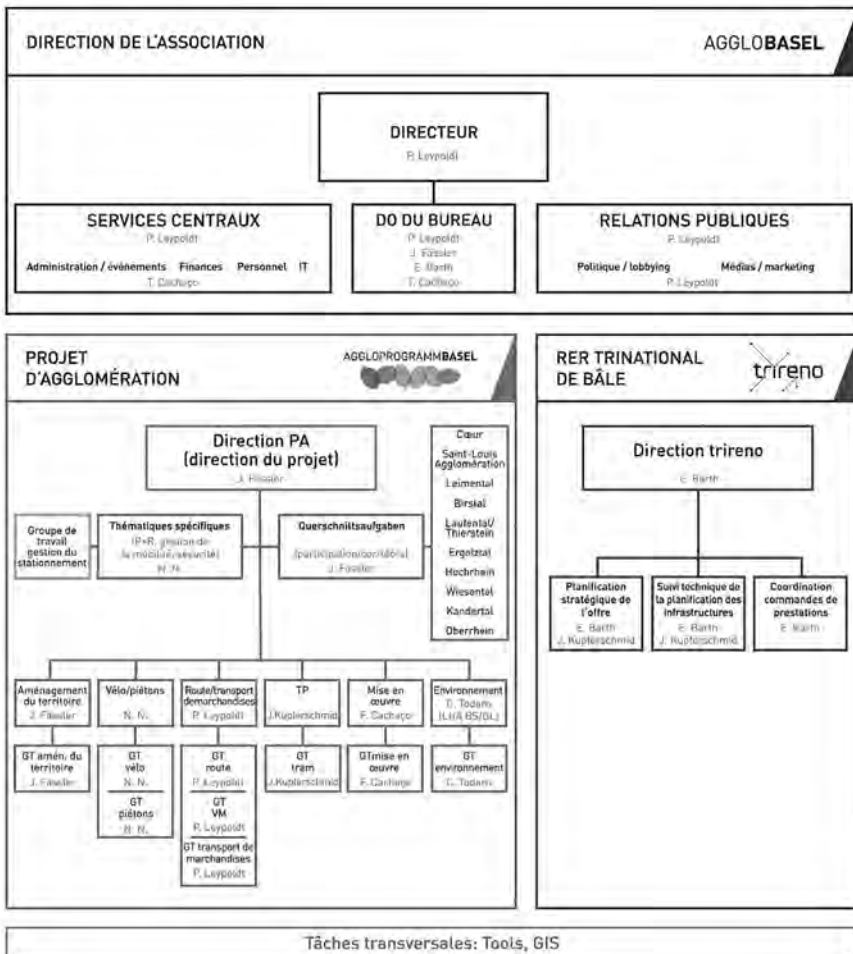 DIRECTION DE L'ASSOCIATION
AGGLOBASEL
DIRECTEUR
P. Leypoldt
SERVICES CENTRAUX
P. Leypoldt
Administration / événements Finances Personnel IT
T. Cachaço
DO DU BUREAU
P. Leypoldt
J. Fässler
E. Barth
T. Cachaço
RELATIONS PUBLIQUES
P. Leypoldt
Politique / lobbying Médias / marketing
P. Leypoldt
PROJET
D'AGGLOMÉRATION
AGGLOPROGRAMMBASEL
Direction PA
(direction du projet)
J. Fässler
Groupe de
travail
gestion du
stationnement
Thématiques spécifiques
(P+R, gestion de
la mobilité, sécurité)
N. N.
Querschnittsaufgaben
J. Fässler
Cœur
Saint-Louis
Agglomération
Leimental
Birstal
Laufental/
Thierstein
Ergolztal
Hochrhein
Wiesental
Kandertal
Oberrhein
Aménagement
du territoire
J. Fässler
Vélo/piétons
N. N.
Route/transport
demarchandises
P. Leypoldt
TP
J.Kupferschmid
Mise en
œuvre
F. Cachaço
Environnement
(LHA BS/BL)
GT amén. du
territoire
J. Fässler
GT
vélo
N. N.
GT
piétons
N. N.
GT
route
P. Leypoldt
GT
VM
P. Leypoldt
GT transport de
marchandises
P. Leypoldt
GT
tram
J.Kupferschmid
GTmise en
œuvre
F. Cachaço
GT
environnement
RER TRINATIONAL
DE BÂLE
trireno
Direction trireno
E. Barth
Planification
stratégique de
l'offre
E. Barth
J. Kupferschmid
Suivi technique de
la planification des
infrastructures
E. Barth
J. Kupferschmid
Coordination
commandes de
prestations
E. Barth
Tâches transversales: Tools, GIS